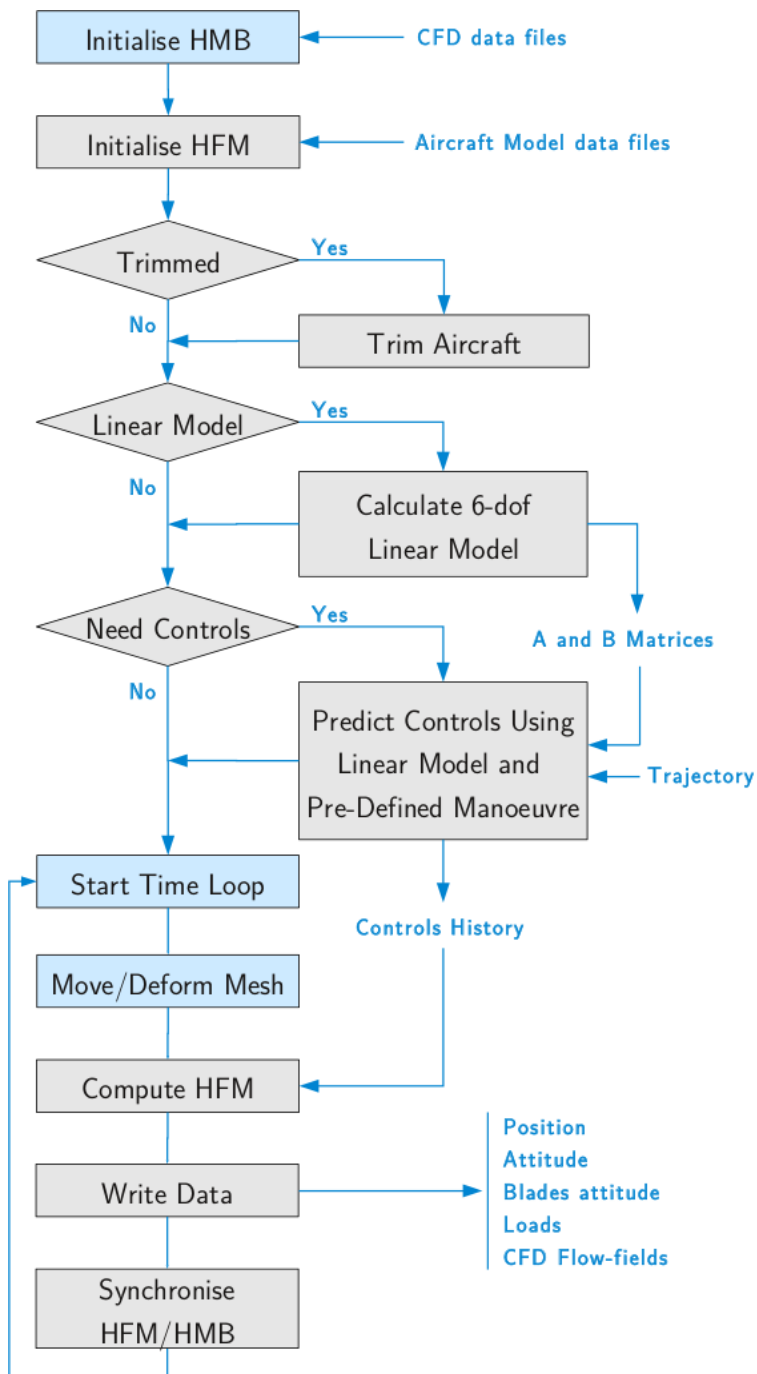 Initialise HMB
CFD data files
Initialise HFM
Aircraft Model data files
Trimmed
Yes
No
Trim Aircraft
Linear Model
Yes
No
Calculate 6-dof
Linear Model
Need Controls
Yes
A and B Matrices
No
Predict Controls Using
Linear Model and
Pre-Defined Manoeuvre
Trajectory
Start Time Loop
Controls History
Move/Deform Mesh
Compute HFM
Write Data
Position
Attitude
Blades attitude
Loads
CFD Flow-fields
Synchronise
HFM/HMB